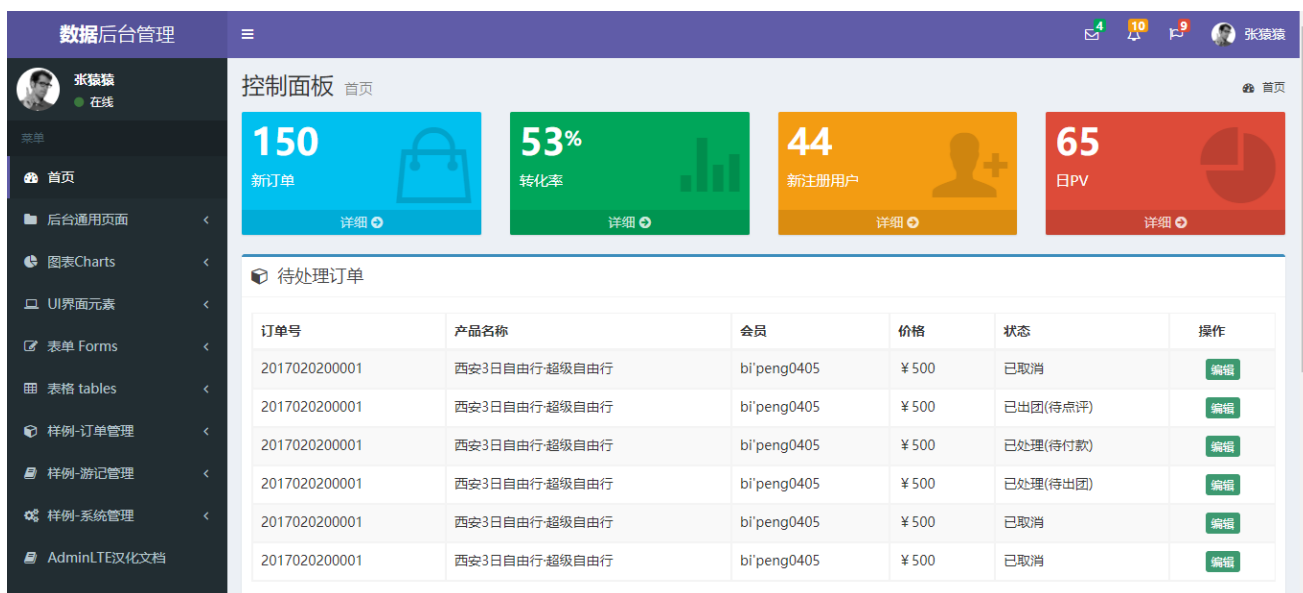 数据后台管理
4 10 9 张猿猿
张猿猿
在线
控制面板 首页
首页
菜单
首页
后台通用页面
图表Charts
UI界面元素
表单 Forms
表格 tables
样例-订单管理
样例-游记管理
样例-系统管理
AdminLTE汉化文档
150
新订单
详细
53%
转化率
详细
44
新注册用户
详细
65
日PV
详细
待处理订单
订单号 产品名称 会员 价格 状态 操作
2017020200001 西安3日自由行-超级自由行 bi'peng0405 ¥500 已取消 编辑
2017020200001 西安3日自由行-超级自由行 bi'peng0405 ¥500 已出团(待点评) 编辑
2017020200001 西安3日自由行-超级自由行 bi'peng0405 ¥500 已处理(待付款) 编辑
2017020200001 西安3日自由行-超级自由行 bi'peng0405 ¥500 已处理(待出团) 编辑
2017020200001 西安3日自由行-超级自由行 bi'peng0405 ¥500 已取消 编辑
2017020200001 西安3日自由行-超级自由行 bi'peng0405 ¥500 已取消 编辑